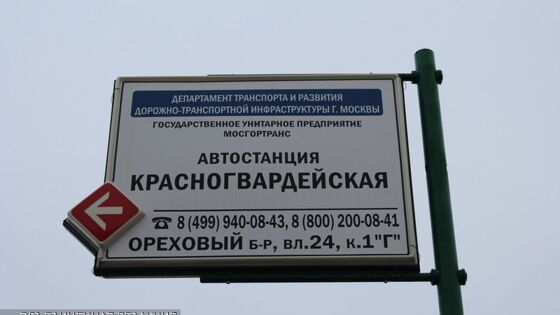 ДЕПАРТАМЕНТ ТРАНСПОРТА И РАЗВИТИЯ
ДОРОЖНО-ТРАНСПОРТНОЙ ИНФРАСТРУКТУРЫ Г. МОСКВЫ
ГОСУДАРСТВЕННОЕ УНИТАРНОЕ ПРЕДПРИЯТИЕ
МОСГОРТРАНС
АВТОСТАНЦИЯ
КРАСНОГВАРДЕЙСКАЯ
☎ 8 (499) 940-08-43, 8 (800) 200-08-41
ОРЕХОВЫЙ Б-Р, ВЛ.24, К.1"Г"